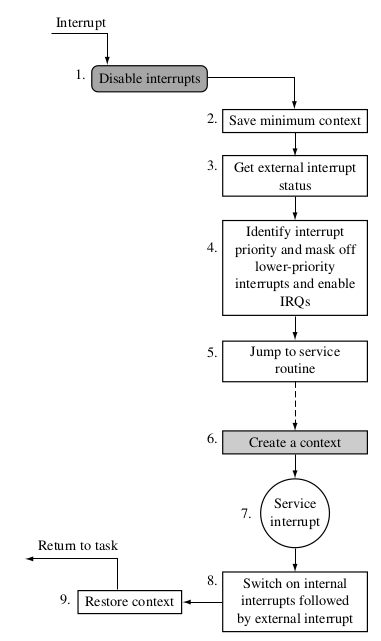 Interrupt
1. Disable interrupts
2. Save minimum context
3. Get external interrupt
status
4. Identify interrupt
priority and mask off
lower-priority
interrupts and enable
IRQs
5. Jump to service
routine
6. Create a context
7. Service
interrupt
8. Switch on internal
interrupts followed
by external interrupt
9. Restore context
Return to task